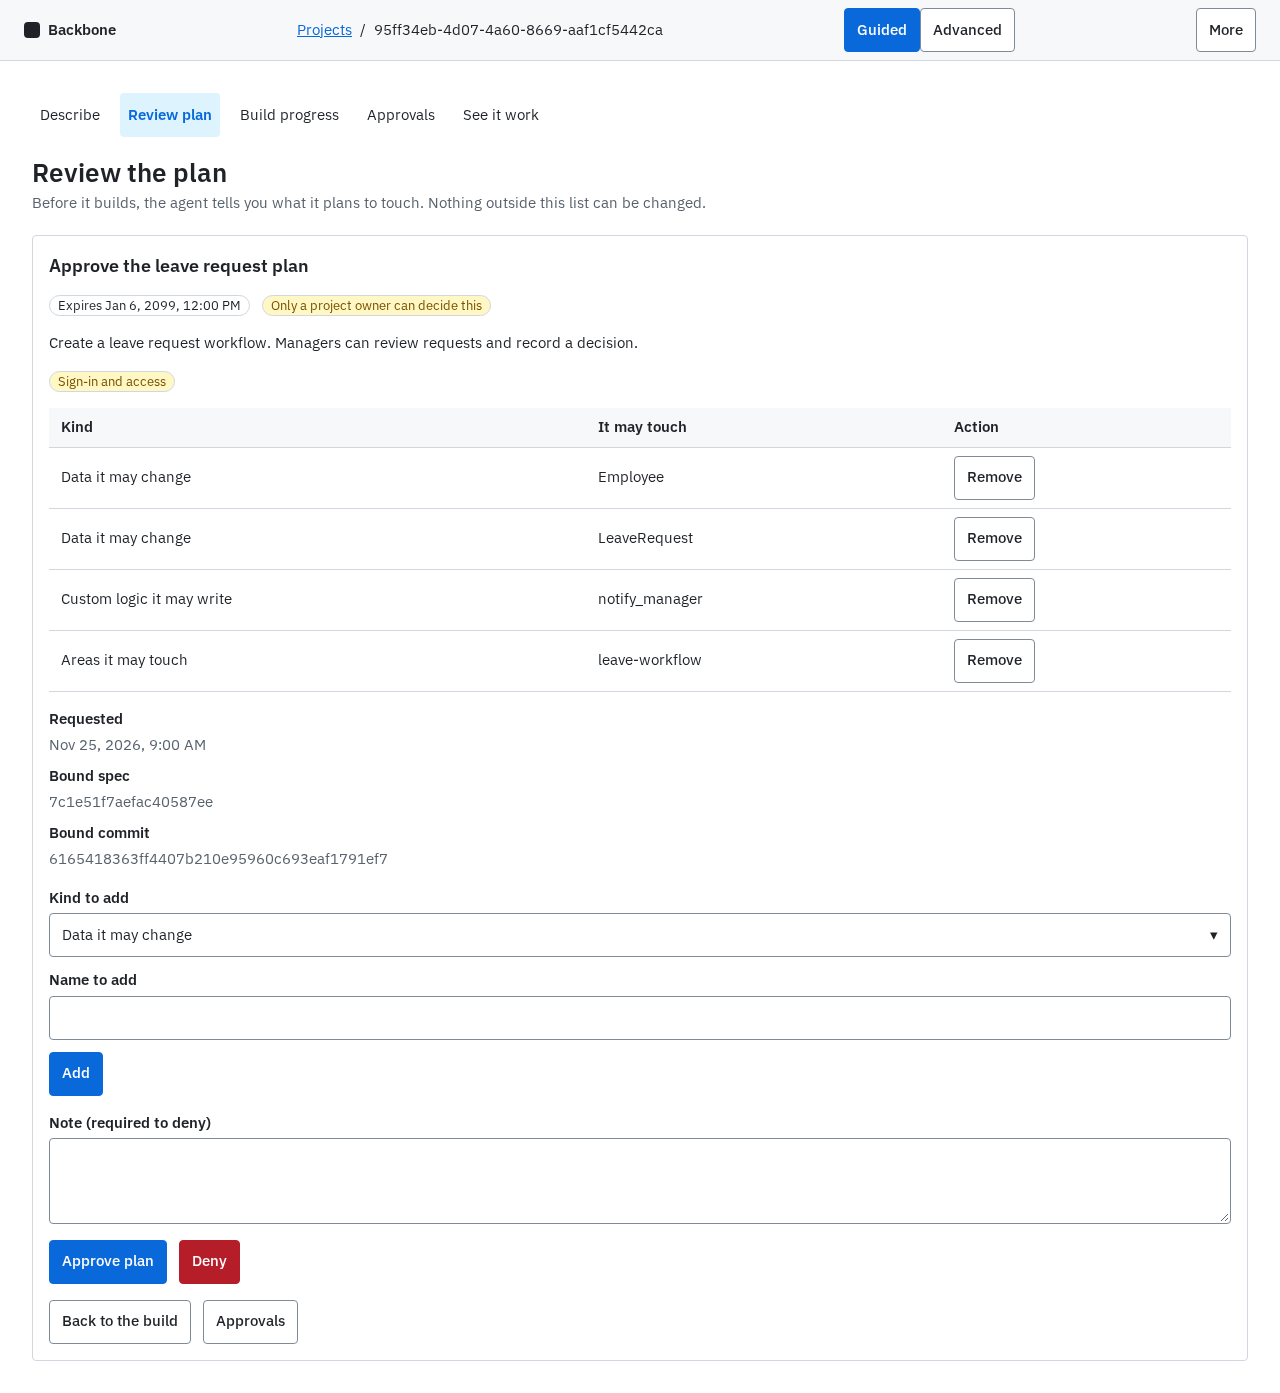 Backbone
Projects / 95ff34eb-4d07-4a60-8669-aaf1cf5442ca
Guided Advanced
More
Describe Review plan Build progress Approvals See it work
Review the plan
Before it builds, the agent tells you what it plans to touch. Nothing outside this list can be changed.
Approve the leave request plan
Expires Jan 6, 2099, 12:00 PM Only a project owner can decide this
Create a leave request workflow. Managers can review requests and record a decision.
Sign-in and access
Kind It may touch Action
Data it may change Employee Remove
Data it may change LeaveRequest Remove
Custom logic it may write notify_manager Remove
Areas it may touch leave-workflow Remove
Requested
Nov 25, 2026, 9:00 AM
Bound spec
7c1e51f7aefac40587ee
Bound commit
6165418363ff4407b210e95960c693eaf1791ef7
Kind to add
Data it may change
Name to add
Add
Note (required to deny)
Approve plan Deny
Back to the build Approvals